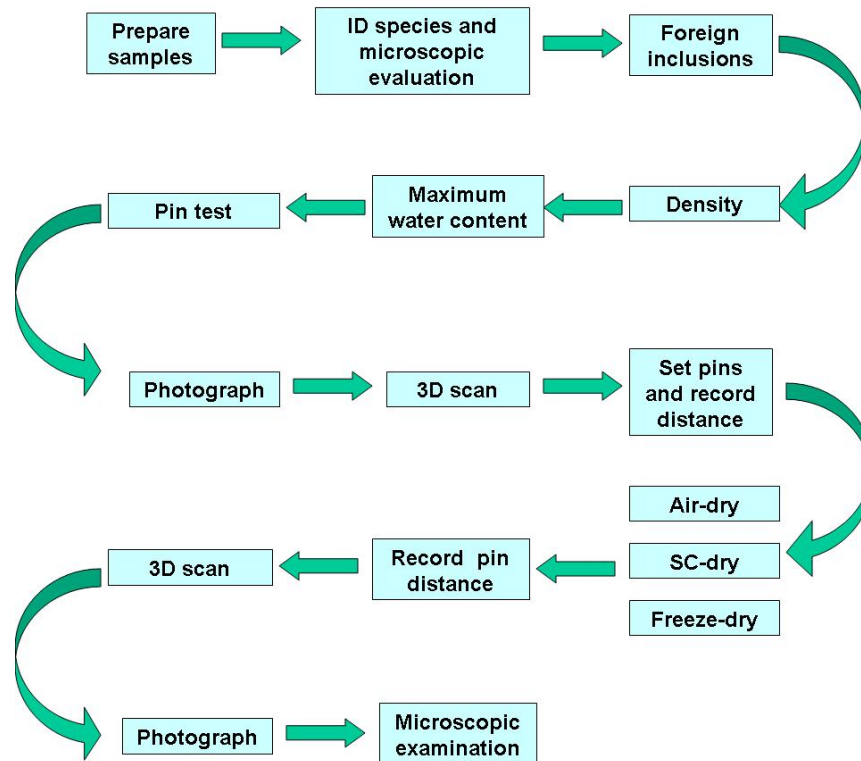 Prepare
samples
ID species and
microscopic
evaluation
Foreign
inclusions
Density
Maximum
water content
Pin test
Photograph
3D scan
Set pins
and record
distance
Air-dry
SC-dry
Freeze-dry
Record pin
distance
3D scan
Photograph
Microscopic
examination